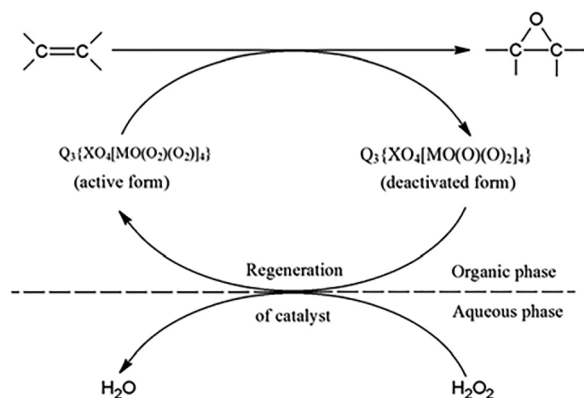 O
C=C
C C
Q₃{XO₄[MO(O₂)(O₂)]₄}
(active form)
Q₃{XO₄[MO(O)(O)₂]₄}
(deactivated form)
Regeneration
Organic phase
of catalyst
Aqueous phase
H₂O
H₂O₂